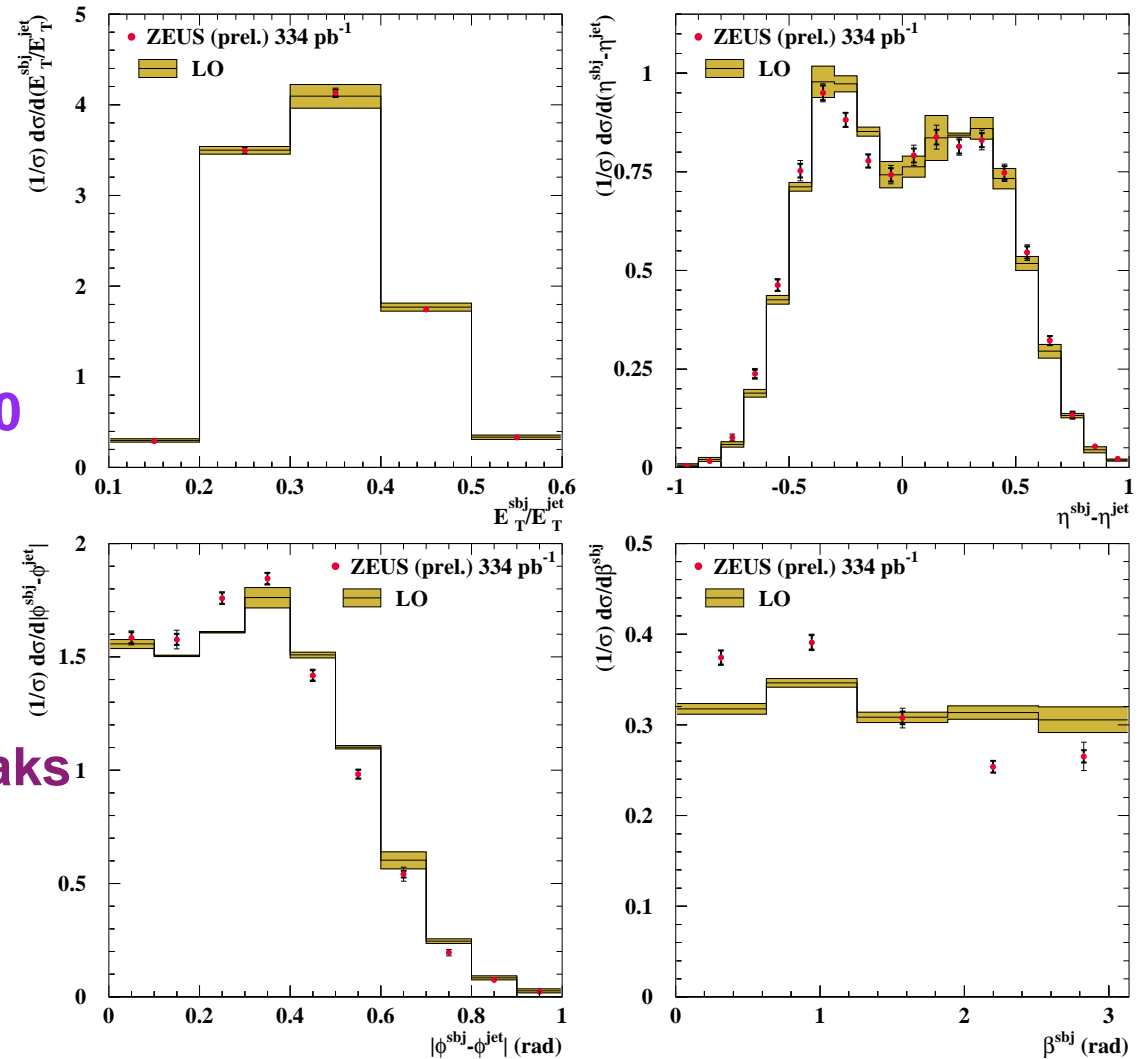 (1/σ) dσ/d(E_T^sbj/E_T^jet)
5
4
3
2
1
0
ZEUS (prel.) 334 pb^-1
LO
0.1 0.2 0.3 0.4 0.5 0.6
E_T^sbj/E_T^jet
(1/σ) dσ/d(η^sbj-η^jet)
1
0.75
0.5
0.25
0
ZEUS (prel.) 334 pb^-1
LO
-1 -0.5 0 0.5 1
η^sbj-η^jet
0
aks
(1/σ) dσ/d|φ^sbj-φ^jet|
2
1.5
1
0.5
0
ZEUS (prel.) 334 pb^-1
LO
0 0.2 0.4 0.6 0.8 1
|φ^sbj-φ^jet| (rad)
(1/σ) dσ/dβ^sbj
0.5
0.4
0.3
0.2
0.1
0
ZEUS (prel.) 334 pb^-1
LO
0 1 2 3
β^sbj (rad)